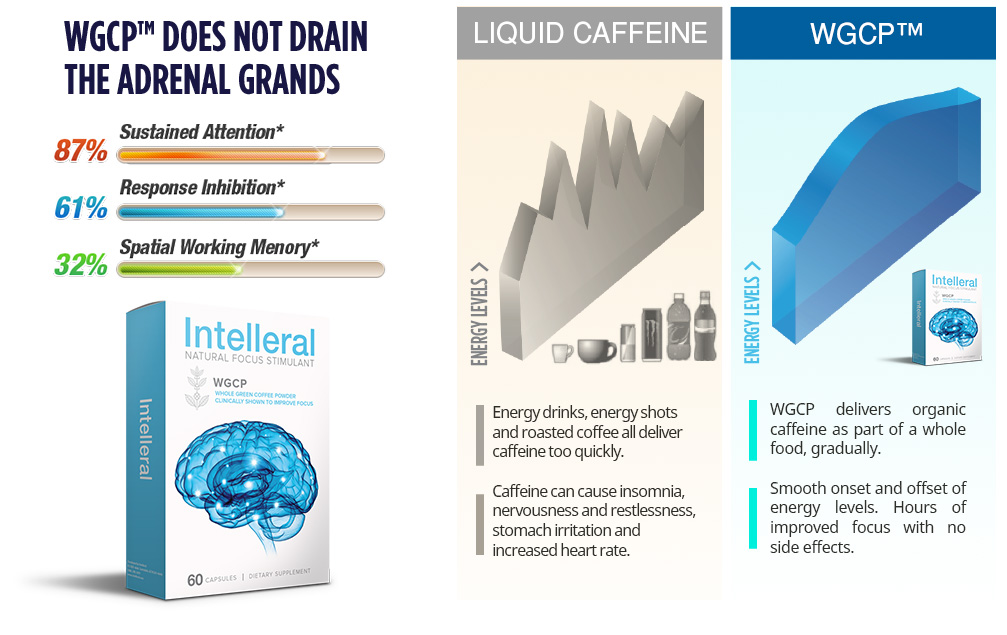 WGCP™ DOES NOT DRAIN
THE ADRENAL GRANDS
87%
Sustained Attention*
61%
Response Inhibition*
32%
Spatial Working Menory*
Intelleral
NATURAL FOCUS STIMULANT
WGCP
WHOLE GREEN COFFEE POWDER
CLINICALLY SHOWN TO IMPROVE FOCUS
Intelleral
60 CAPSULES | DIETARY SUPPLEMENT
LIQUID CAFFEINE
ENERGY LEVELS >
Energy drinks, energy shots
and roasted coffee all deliver
caffeine too quickly.
Caffeine can cause insomnia,
nervousness and restlessness,
stomach irritation and
increased heart rate.
WGCP™
ENERGY LEVELS >
Intelleral
NATURAL FOCUS STIMULANT
WGCP
Intelleral
60
WGCP delivers organic
caffeine as part of a whole
food, gradually.
Smooth onset and offset of
energy levels. Hours of
improved focus with no
side effects.